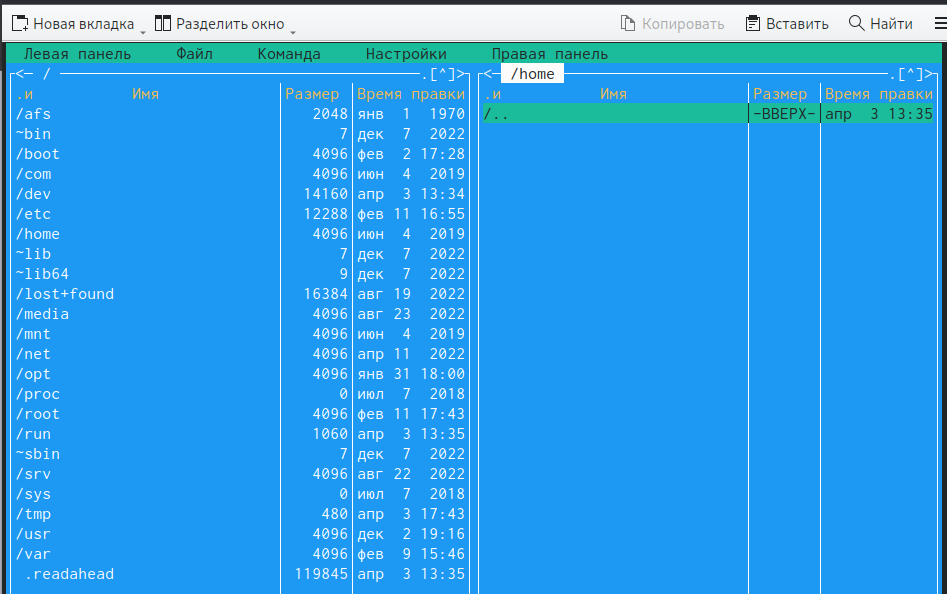 Новая вкладка Разделить окно Копировать Вставить Найти
Левая панель Файл Команда Настройки Правая панель
<─ / .[^]> <─ /home .[^]>
.и Имя Размер Время правки .и Имя Размер Время правки
/afs 2048 янв 1 1970 /.. -ВВЕРХ- апр 3 13:35
~bin 7 дек 7 2022
/boot 4096 фев 2 17:28
/com 4096 июн 4 2019
/dev 14160 апр 3 13:34
/etc 12288 фев 11 16:55
/home 4096 июн 4 2019
~lib 7 дек 7 2022
~lib64 9 дек 7 2022
/lost+found 16384 авг 19 2022
/media 4096 авг 23 2022
/mnt 4096 июн 4 2019
/net 4096 апр 11 2022
/opt 4096 янв 31 18:00
/proc 0 июл 7 2018
/root 4096 фев 11 17:43
/run 1060 апр 3 13:35
~sbin 7 дек 7 2022
/srv 4096 авг 22 2022
/sys 0 июл 7 2018
/tmp 480 апр 3 17:43
/usr 4096 дек 2 19:16
/var 4096 фев 9 15:46
.readahead 119845 апр 3 13:35